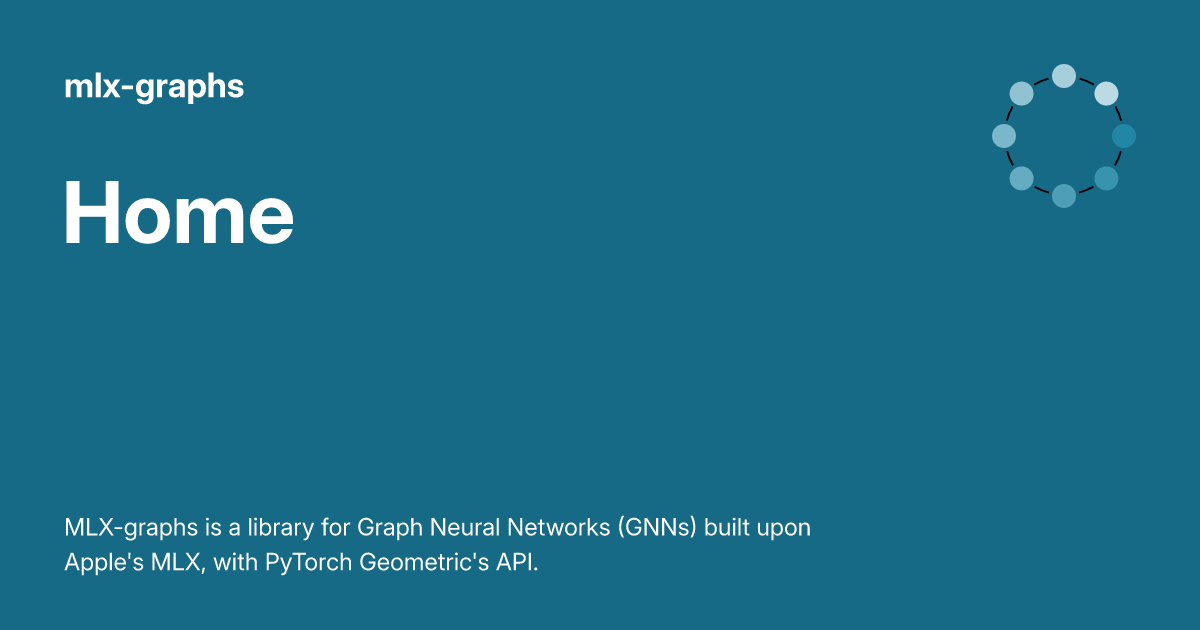 mlx-graphs
Home
MLX-graphs is a library for Graph Neural Networks (GNNs) built upon
Apple's MLX, with PyTorch Geometric's API.